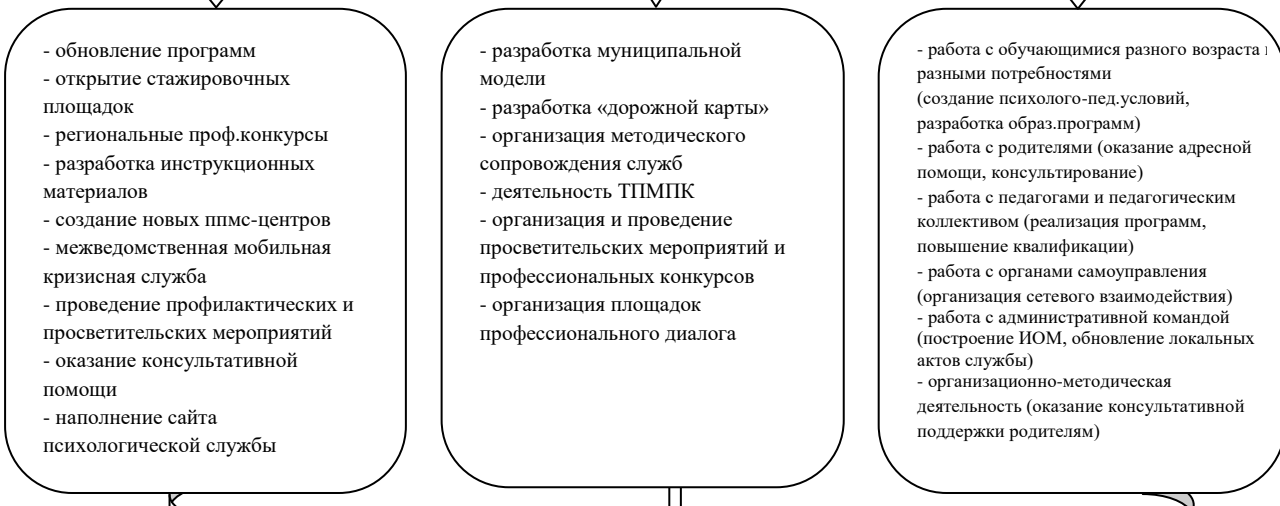 - обновление программ
- открытие стажировочных
площадок
- региональные проф.конкурсы
- разработка инструкционных
материалов
- создание новых ппмс-центров
- межведомственная мобильная
кризисная служба
- проведение профилактических и
просветительских мероприятий
- оказание консультативной
помощи
- наполнение сайта
психологической службы
- разработка муниципальной
модели
- разработка «дорожной карты»
- организация методического
сопровождения служб
- деятельность ТПМПК
- организация и проведение
просветительских мероприятий и
профессиональных конкурсов
- организация площадок
профессионального диалога
- работа с обучающимися разного возраста
разными потребностями
(создание психолого-пед.условий,
разработка образ.программ)
- работа с родителями (оказание адресной
помощи, консультирование)
- работа с педагогами и педагогическим
коллективом (реализация программ,
повышение квалификации)
- работа с органами самоуправления
(организация сетевого взаимодействия)
- работа с административной командой
(построение ИОМ, обновление локальных
актов службы)
- организационно-методическая
деятельность (оказание консультативной
поддержки родителям)